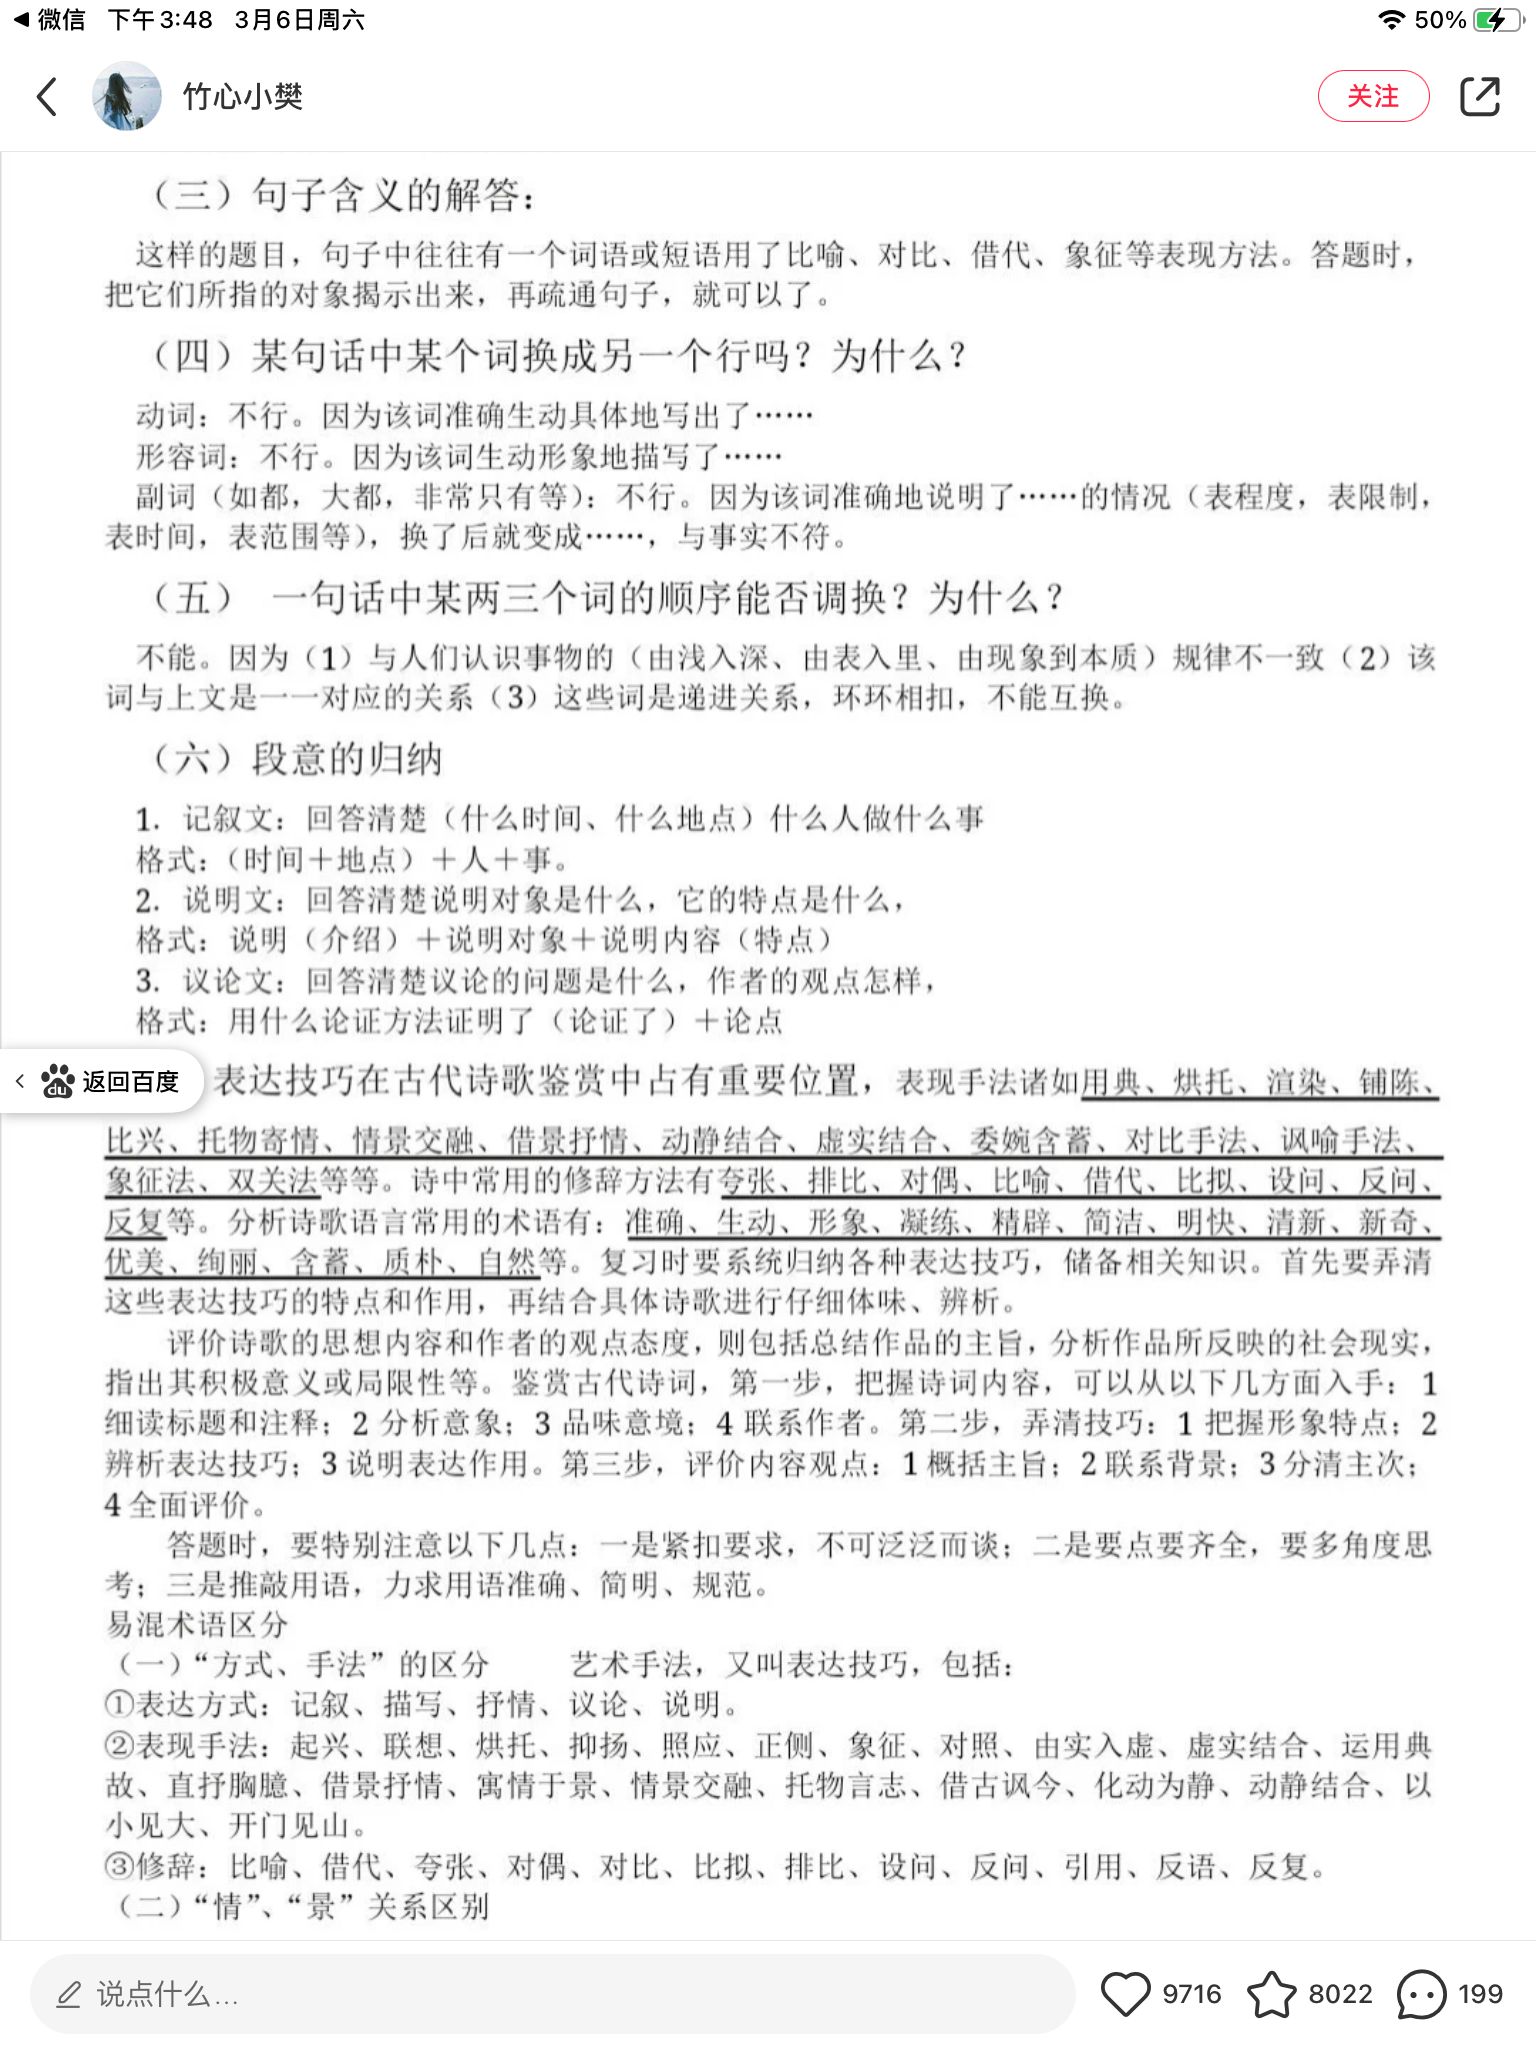 微信 下午3:48 3月6日周六 50%
竹心小樊 关注
（三）句子含义的解答：
这样的题目，句子中往往有一个词语或短语用了比喻、对比、借代、象征等表现方法。答题时，
把它们所指的对象揭示出来，再疏通句子，就可以了。
（四）某句话中某个词换成另一个行吗？为什么？
动词：不行。因为该词准确生动具体地写出了……
形容词：不行。因为该词生动形象地描写了……
副词（如都，大都，非常只有等）：不行。因为该词准确地说明了……的情况（表程度，表限制，
表时间，表范围等），换了后就变成……，与事实不符。
（五） 一句话中某两三个词的顺序能否调换？为什么？
不能。因为（1）与人们认识事物的（由浅入深、由表入里、由现象到本质）规律不一致（2）该
词与上文是一一对应的关系（3）这些词是递进关系，环环相扣，不能互换。
（六）段意的归纳
1．记叙文：回答清楚（什么时间、什么地点）什么人做什么事
格式：（时间＋地点）＋人＋事。
2．说明文：回答清楚说明对象是什么，它的特点是什么，
格式：说明（介绍）＋说明对象＋说明内容（特点）
3．议论文：回答清楚议论的问题是什么，作者的观点怎样，
格式：用什么论证方法证明了（论证了）＋论点
返回百度 表达技巧在古代诗歌鉴赏中占有重要位置，表现手法诸如用典、烘托、渲染、铺陈、
比兴、托物寄情、情景交融、借景抒情、动静结合、虚实结合、委婉含蓄、对比手法、讽喻手法、
象征法、双关法等等。诗中常用的修辞方法有夸张、排比、对偶、比喻、借代、比拟、设问、反问、
反复等。分析诗歌语言常用的术语有：准确、生动、形象、凝练、精辟、简洁、明快、清新、新奇、
优美、绚丽、含蓄、质朴、自然等。复习时要系统归纳各种表达技巧，储备相关知识。首先要弄清
这些表达技巧的特点和作用，再结合具体诗歌进行仔细体味、辨析。
评价诗歌的思想内容和作者的观点态度，则包括总结作品的主旨，分析作品所反映的社会现实，
指出其积极意义或局限性等。鉴赏古代诗词，第一步，把握诗词内容，可以从以下几方面入手：1
细读标题和注释；2 分析意象；3 品味意境；4 联系作者。第二步，弄清技巧：1 把握形象特点；2
辨析表达技巧；3 说明表达作用。第三步，评价内容观点：1 概括主旨；2 联系背景；3 分清主次；
4 全面评价。
答题时，要特别注意以下几点：一是紧扣要求，不可泛泛而谈；二是要点要齐全，要多角度思
考；三是推敲用语，力求用语准确、简明、规范。
易混术语区分
（一）“方式、手法”的区分 艺术手法，又叫表达技巧，包括：
①表达方式：记叙、描写、抒情、议论、说明。
②表现手法：起兴、联想、烘托、抑扬、照应、正侧、象征、对照、由实入虚、虚实结合、运用典
故、直抒胸臆、借景抒情、寓情于景、情景交融、托物言志、借古讽今、化动为静、动静结合、以
小见大、开门见山。
③修辞：比喻、借代、夸张、对偶、对比、比拟、排比、设问、反问、引用、反语、反复。
（二）“情”、“景”关系区别
说点什么... 9716 8022 199